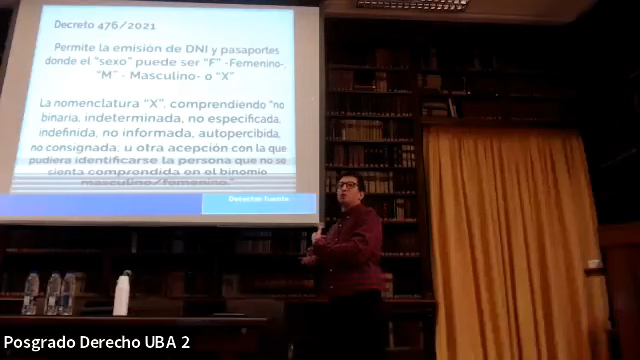 Decreto 476/2021
Permite la emisión de DNI y pasaportes
donde el "sexo" puede ser "F" -Femenino-,
"M" - Masculino- o "X"
La nomenclatura "X", comprendiendo "no
binaria, indeterminada, no especificada,
indefinida, no informada, autopercibida,
no consignada; u otra acepción con la que
pudiera identificarse la persona que no se
sienta comprendida en el binomio
masculino/femenino."
Detectar fuente
Posgrado Derecho UBA 2